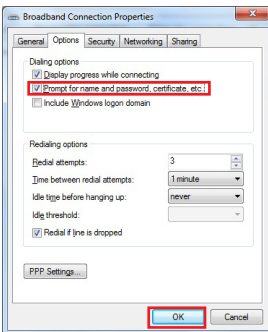 Broadband Connection Properties
General Options Security Networking Sharing
Dialing options
Display progress while connecting
Prompt for name and password, certificate, etc.
Include Windows logon domain
Redialing options
Redial attempts: 3
Time between redial attempts: 1 minute
Idle time before hanging up: never
Idle threshold:
Redial if line is dropped
PPP Settings...
OK Cancel